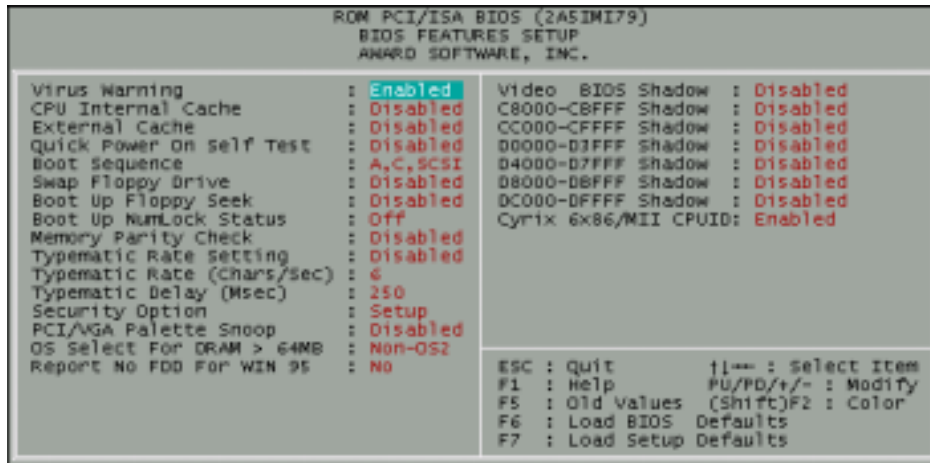 ROM PCI/ISA BIOS (2A5IMI79)
BIOS FEATURES SETUP
AWARD SOFTWARE, INC.
Virus Warning : Enabled
CPU Internal Cache : Disabled
External Cache : Disabled
Quick Power On Self Test : Disabled
Boot Sequence : A,C,SCSI
Swap Floppy Drive : Disabled
Boot Up Floppy Seek : Disabled
Boot Up NumLock Status : Off
Memory Parity Check : Disabled
Typematic Rate Setting : Disabled
Typematic Rate (Chars/Sec) : 6
Typematic Delay (Msec) : 250
Security Option : Setup
PCI/VGA Palette Snoop : Disabled
OS Select For DRAM > 64MB : Non-OS2
Report No FDD For WIN 95 : No
Video BIOS Shadow : Disabled
C8000-CBFFF Shadow : Disabled
CC000-CFFFF Shadow : Disabled
D0000-D3FFF Shadow : Disabled
D4000-D7FFF Shadow : Disabled
D8000-DBFFF Shadow : Disabled
DC000-DFFFF Shadow : Disabled
Cyrix 6x86/MII CPUID: Enabled
ESC : Quit ↑↓→← : Select Item
F1 : Help PU/PD/+/- : Modify
F5 : Old Values (Shift)F2 : Color
F6 : Load BIOS Defaults
F7 : Load Setup Defaults